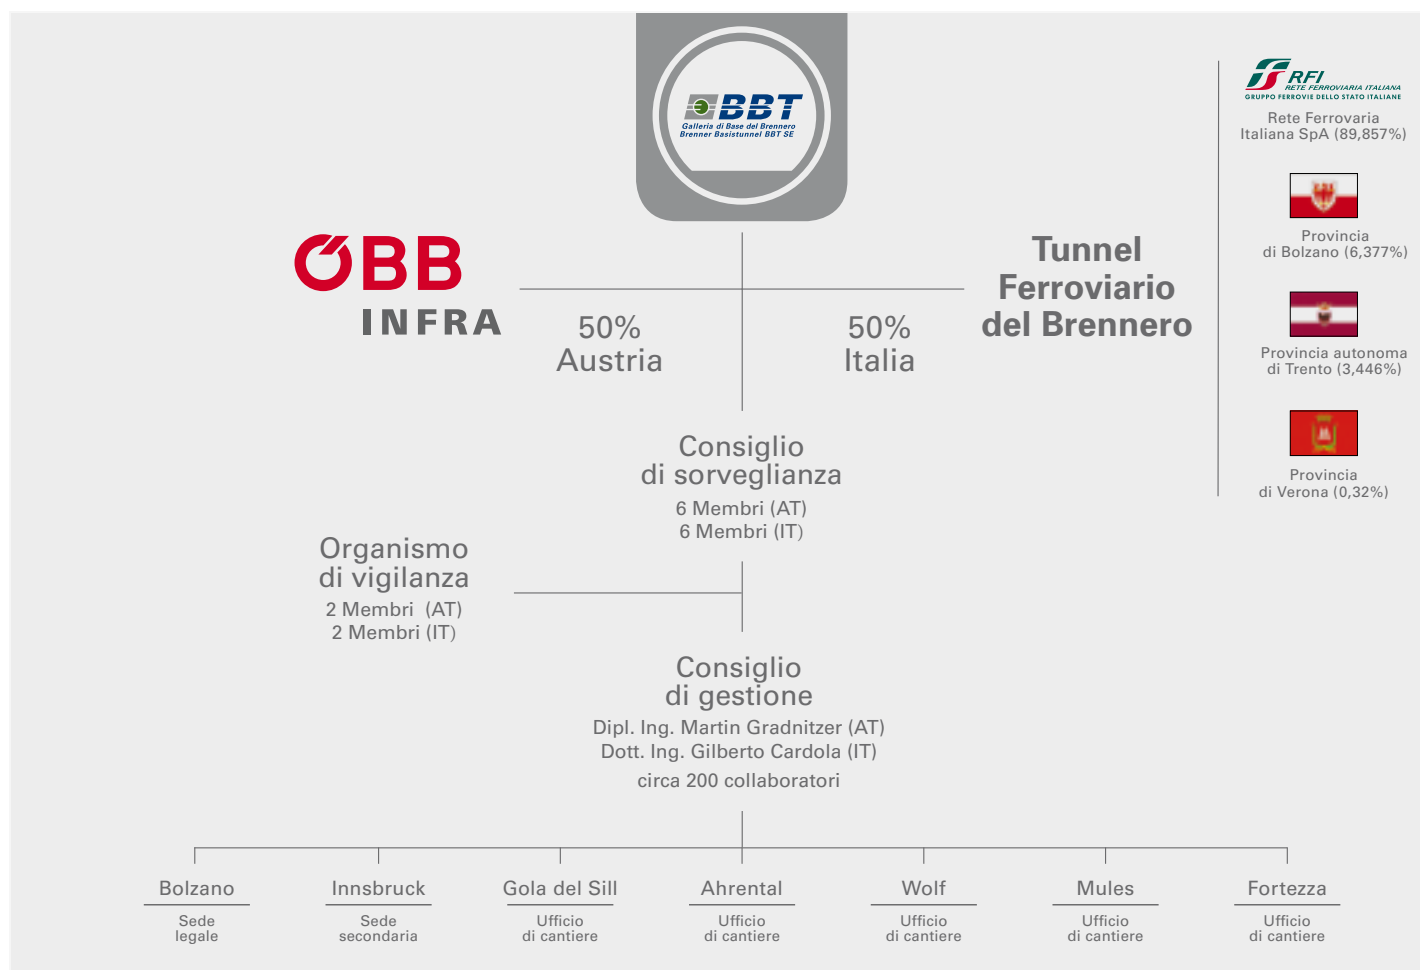 BBT
Galleria di Base del Brennero
Brenner Basistunnel BBT SE
RFI
RETE FERROVIARIA ITALIANA
GRUPPO FERROVIE DELLO STATO ITALIANE
Rete Ferrovaria
Italiana SpA (89,857%)
Provincia
di Bolzano (6,377%)
Provincia autonoma
di Trento (3,446%)
Provincia
di Verona (0,32%)
ÖBB
INFRA
50%
Austria
50%
Italia
Tunnel
Ferroviario
del Brennero
Consiglio
di sorveglianza
6 Membri (AT)
6 Membri (IT)
Organismo
di vigilanza
2 Membri (AT)
2 Membri (IT)
Consiglio
di gestione
Dipl. Ing. Martin Gradnitzer (AT)
Dott. Ing. Gilberto Cardola (IT)
circa 200 collaboratori
Bolzano
Sede
legale
Innsbruck
Sede
secondaria
Gola del Sill
Ufficio
di cantiere
Ahrental
Ufficio
di cantiere
Wolf
Ufficio
di cantiere
Mules
Ufficio
di cantiere
Fortezza
Ufficio
di cantiere